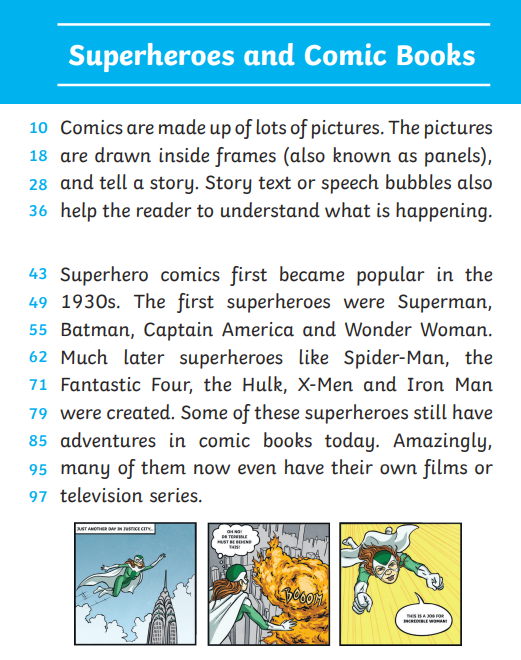 Superheroes and Comic Books
10 Comics are made up of lots of pictures. The pictures
18 are drawn inside frames (also known as panels),
28 and tell a story. Story text or speech bubbles also
36 help the reader to understand what is happening.
43 Superhero comics first became popular in the
49 1930s. The first superheroes were Superman,
55 Batman, Captain America and Wonder Woman.
62 Much later superheroes like Spider-Man, the
71 Fantastic Four, the Hulk, X-Men and Iron Man
79 were created. Some of these superheroes still have
85 adventures in comic books today. Amazingly,
95 many of them now even have their own films or
97 television series.
JUST ANOTHER DAY IN JUSTICE CITY...
OH NO!
DR TERRIBLE
MUST BE BEHIND
THIS!
BOOOM
THIS IS A JOB FOR
INCREDIBLE WOMAN!